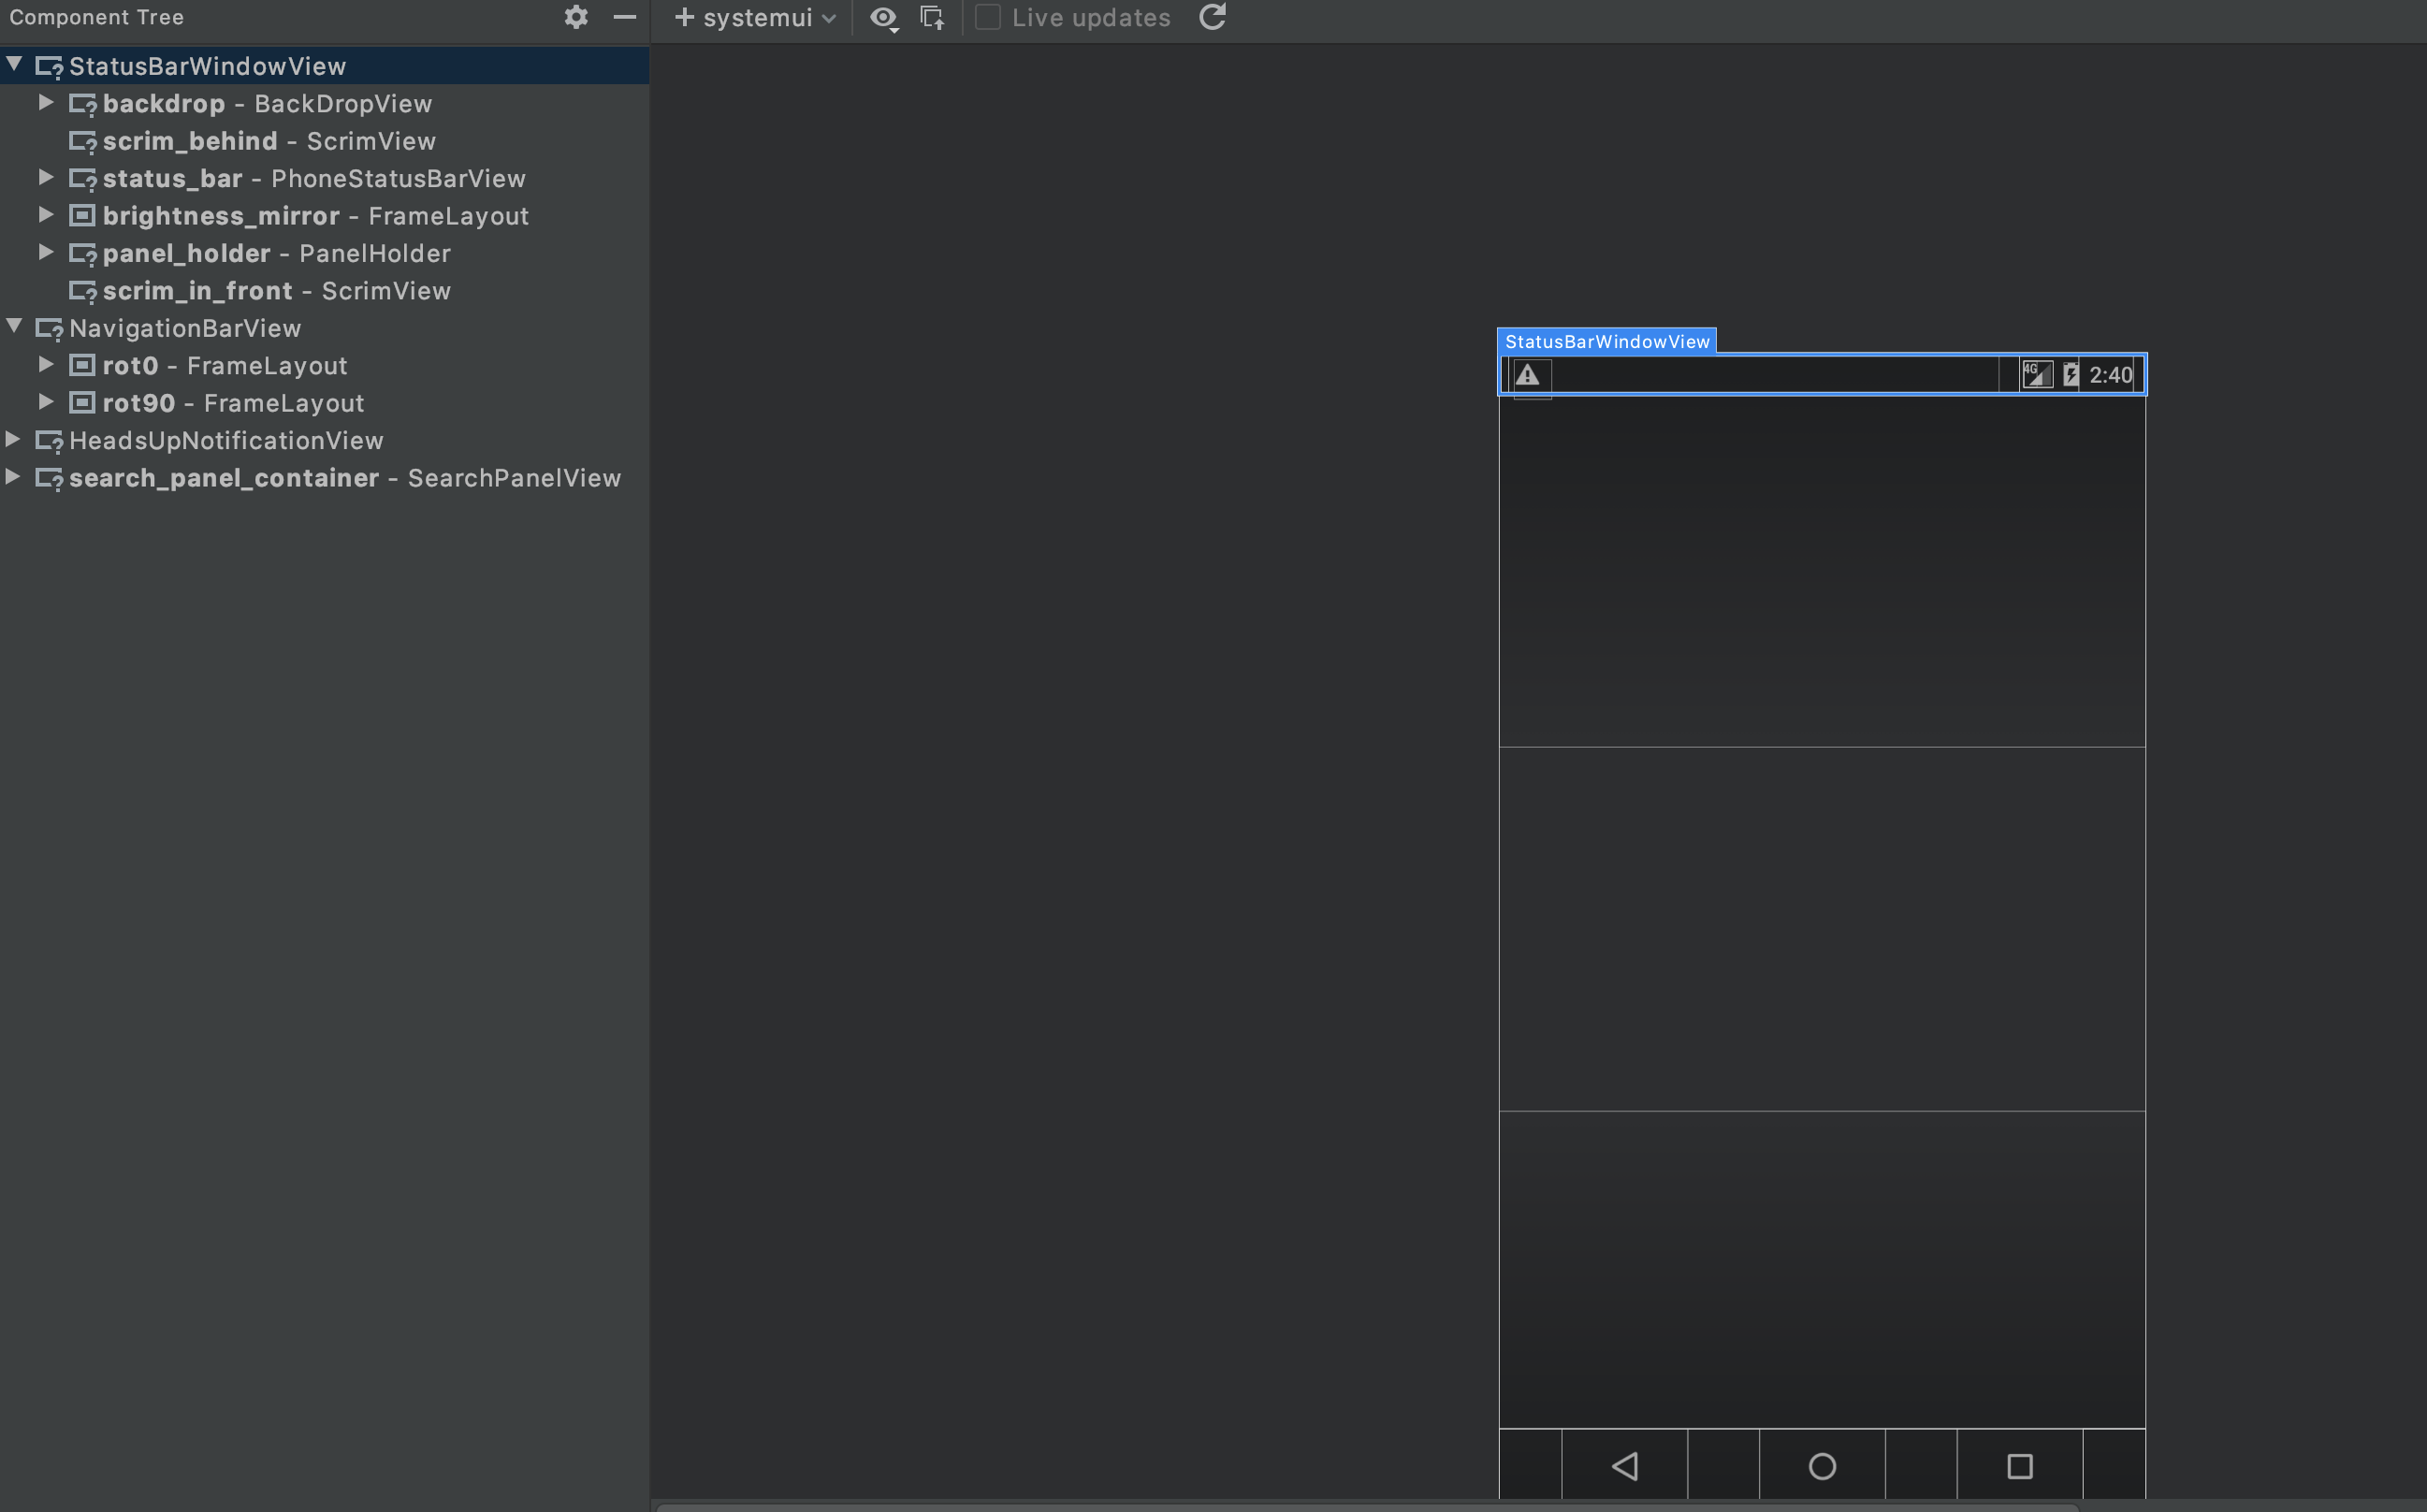 Component Tree
systemui
Live updates
StatusBarWindowView
backdrop - BackDropView
scrim_behind - ScrimView
status_bar - PhoneStatusBarView
brightness_mirror - FrameLayout
panel_holder - PanelHolder
scrim_in_front - ScrimView
NavigationBarView
rot0 - FrameLayout
rot90 - FrameLayout
HeadsUpNotificationView
search_panel_container - SearchPanelView
StatusBarWindowView
4G 2:40